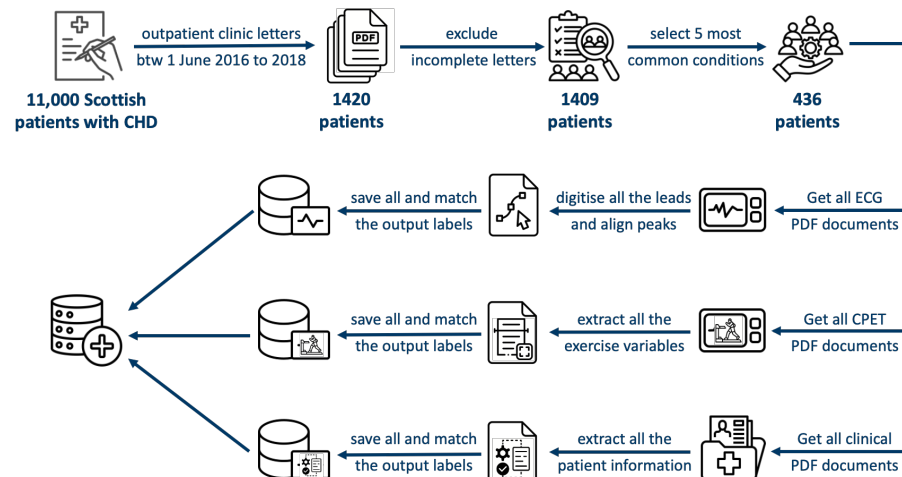 outpatient clinic letters
btw 1 June 2016 to 2018
PDF
exclude
incomplete letters
select 5 most
common conditions
11,000 Scottish
patients with CHD
1420
patients
1409
patients
436
patients
save all and match
the output labels
digitise all the leads
and align peaks
Get all ECG
PDF documents
save all and match
the output labels
extract all the
exercise variables
Get all CPET
PDF documents
save all and match
the output labels
extract all the
patient information
Get all clinical
PDF documents